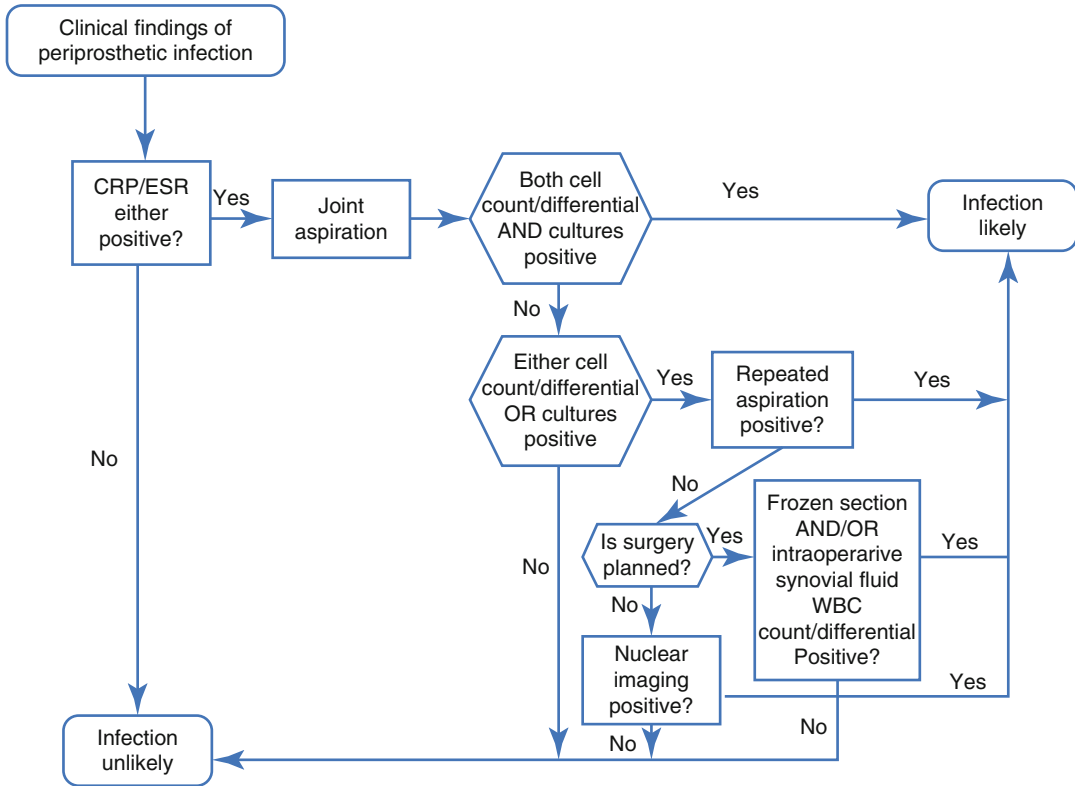 Clinical findings of
periprosthetic infection
CRP/ESR
either
positive?
Yes
Joint
aspiration
Both cell
count/differential
AND cultures
positive
Yes
Infection
likely
No
Either cell
count/differential
OR cultures
positive
Yes
Repeated
aspiration
positive?
Yes
No
No
Is surgery
planned?
Yes
Frozen section
AND/OR
intraoperarive
synovial fluid
WBC
count/differential
Positive?
Yes
No
No
Nuclear
imaging
positive?
Yes
No
No
Infection
unlikely